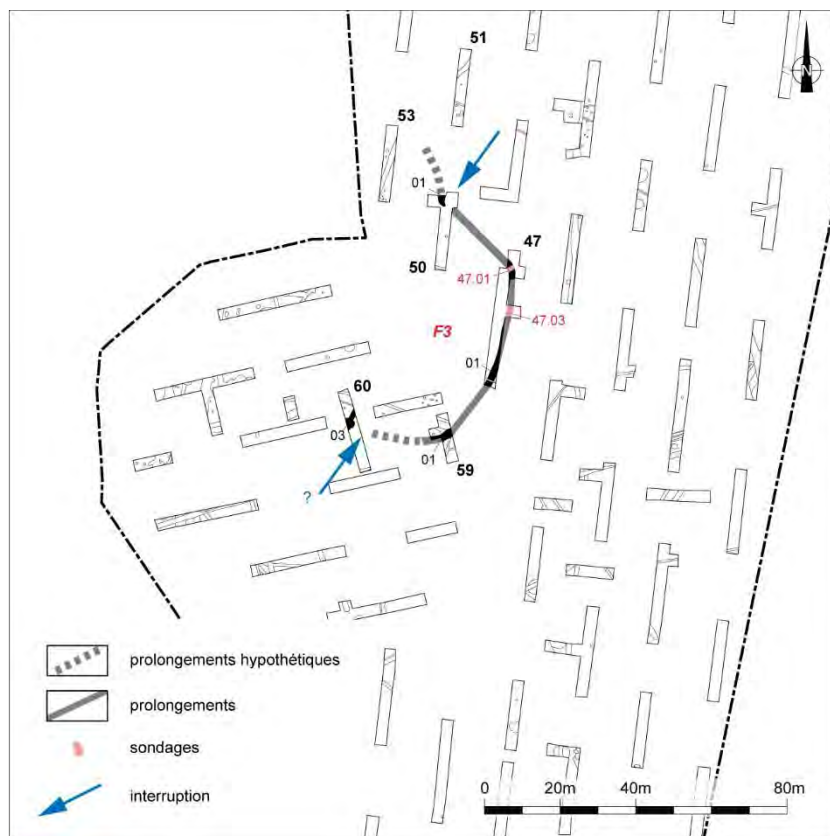 51
N
53
01
47
50
47.01
47.03
F3
01
60
03
01
59
?
prolongements hypothétiques
prolongements
sondages
interruption
0 20m 40m 80m